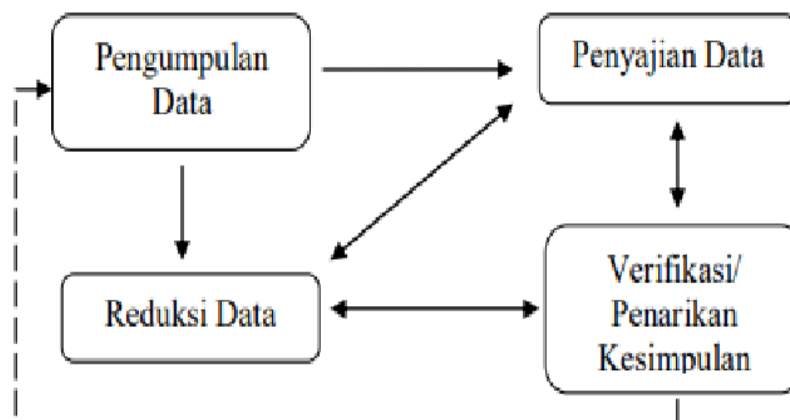 Pengumpulan
Data
Penyajian Data
Reduksi Data
Verifikasi/
Penarikan
Kesimpulan